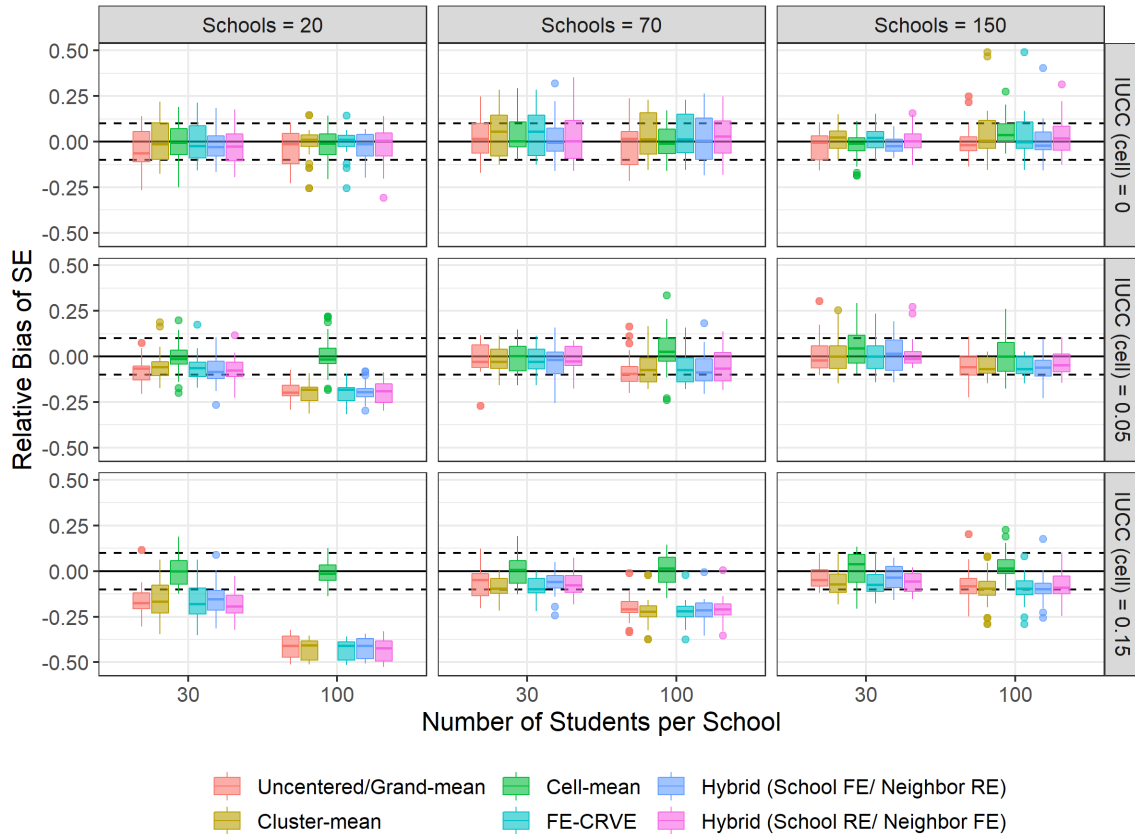 Schools = 20
Schools = 70
Schools = 150
Relative Bias of SE
0.50
0.25
0.00
-0.25
-0.50
IUCC (cell) = 0
0.50
0.25
0.00
-0.25
-0.50
IUCC (cell) = 0.05
0.50
0.25
0.00
-0.25
-0.50
IUCC (cell) = 0.15
30
100
30
100
30
100
Number of Students per School
Uncentered/Grand-mean
Cell-mean
Hybrid (School FE/ Neighbor RE)
Cluster-mean
FE-CRVE
Hybrid (School RE/ Neighbor FE)